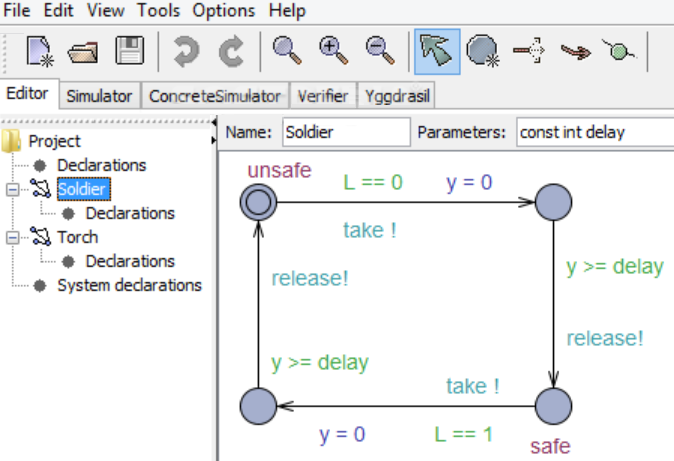 File Edit View Tools Options Help
Editor Simulator ConcreteSimulator Verifier Yggdrasil
Project
Declarations
Soldier
Declarations
Torch
Declarations
System declarations
Name: Soldier Parameters: const int delay
unsafe
L == 0 y = 0
take !
y >= delay
release!
release!
y >= delay
take !
y = 0 L == 1
safe